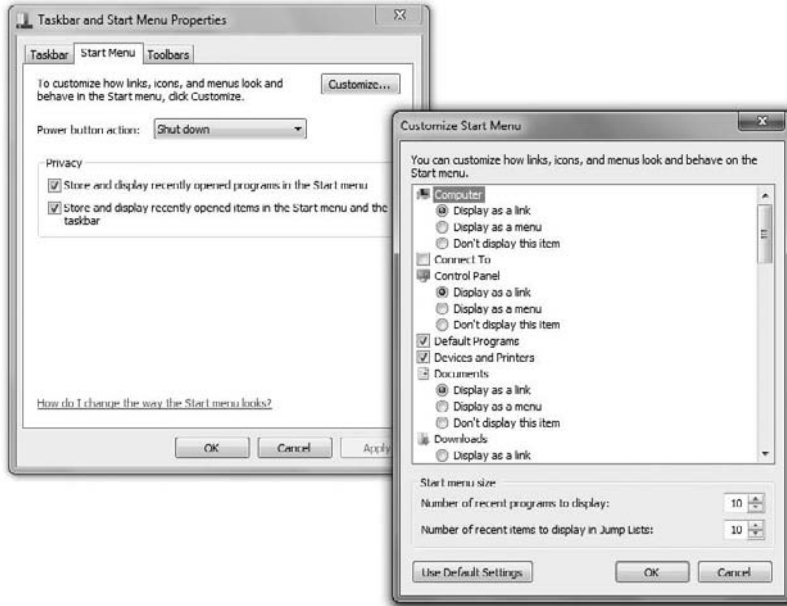 Taskbar and Start Menu Properties
Taskbar
Start Menu
Toolbars
To customize how links, icons, and menus look and
behave in the Start menu, click Customize.
Customize...
Power button action:
Shut down
Privacy
Store and display recently opened programs in the Start menu
Store and display recently opened items in the Start menu and the
taskbar
How do I change the way the Start menu looks?
OK
Cancel
Apply
Customize Start Menu
You can customize how links, icons, and menus look and behave on the
Start menu.
Computer
Display as a link
Display as a menu
Don't display this item
Connect To
Control Panel
Display as a link
Display as a menu
Don't display this item
Default Programs
Devices and Printers
Documents
Display as a link
Display as a menu
Don't display this item
Downloads
Display as a link
Start menu size
Number of recent programs to display:
10
Number of recent items to display in Jump Lists:
10
Use Default Settings
OK
Cancel